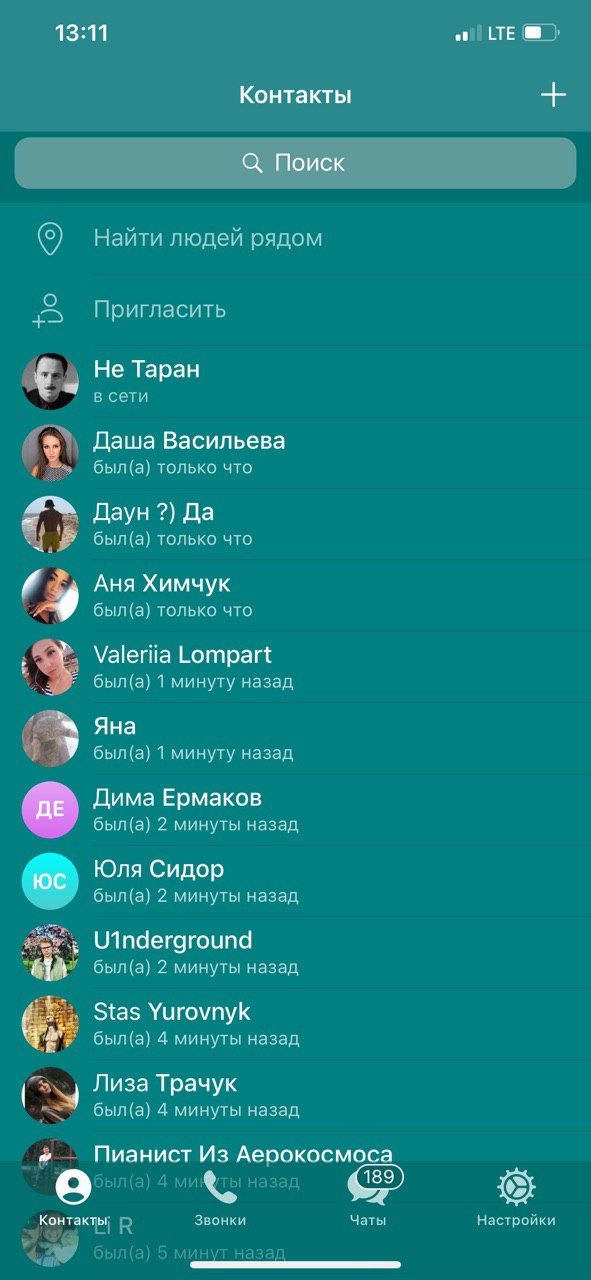 13:11
LTE
Контакты
Поиск
Найти людей рядом
Пригласить
Не Таран
в сети
Даша Васильева
был(а) только что
Даун ?) Да
был(а) только что
Аня Химчук
был(а) только что
Valeriia Lompart
был(а) 1 минуту назад
Яна
был(а) 1 минуту назад
ДЕ
Дима Ермаков
был(а) 2 минуты назад
ЮС
Юля Сидор
был(а) 2 минуты назад
U1nderground
был(а) 2 минуты назад
Stas Yurovnyk
был(а) 4 минуты назад
Лиза Трачук
был(а) 4 минуты назад
Пианист Из Аерокосмоса
был(а) 4 минуты назад
189
Li R
был(а) 5 минут назад
Контакты
Звонки
Чаты
Настройки